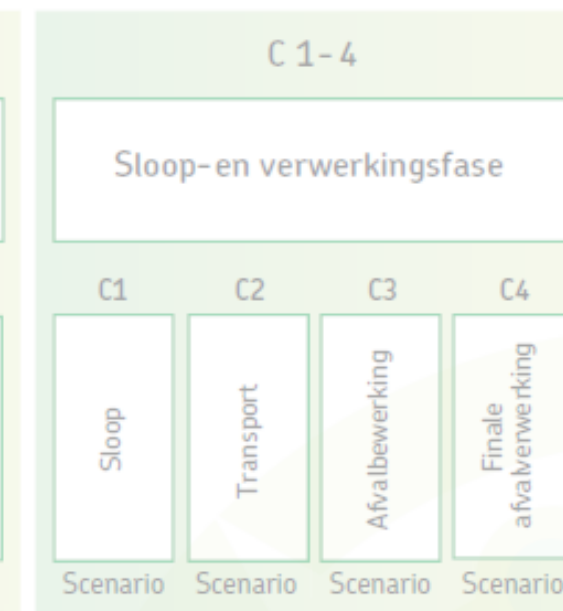 C 1-4
Sloop-en verwerkingsfase
C1
C2
C3
C4
Sloop
Transport
Afvalbewerking
Finale
afvalverwerking
Scenario
Scenario
Scenario
Scenario